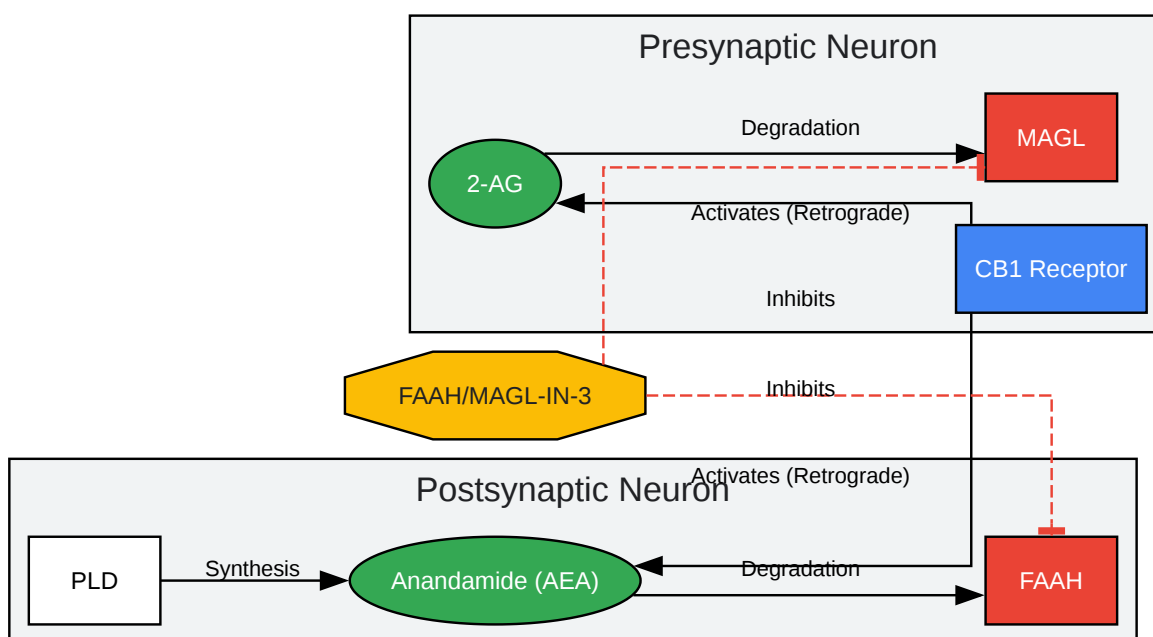 Presynaptic Neuron
Degradation
MAGL
2-AG
Activates (Retrograde)
CB1 Receptor
Inhibits
FAAH/MAGL-IN-3
Inhibits
Activates (Retrograde)
Postsynaptic Neuron
PLD
Synthesis
Anandamide (AEA)
Degradation
FAAH